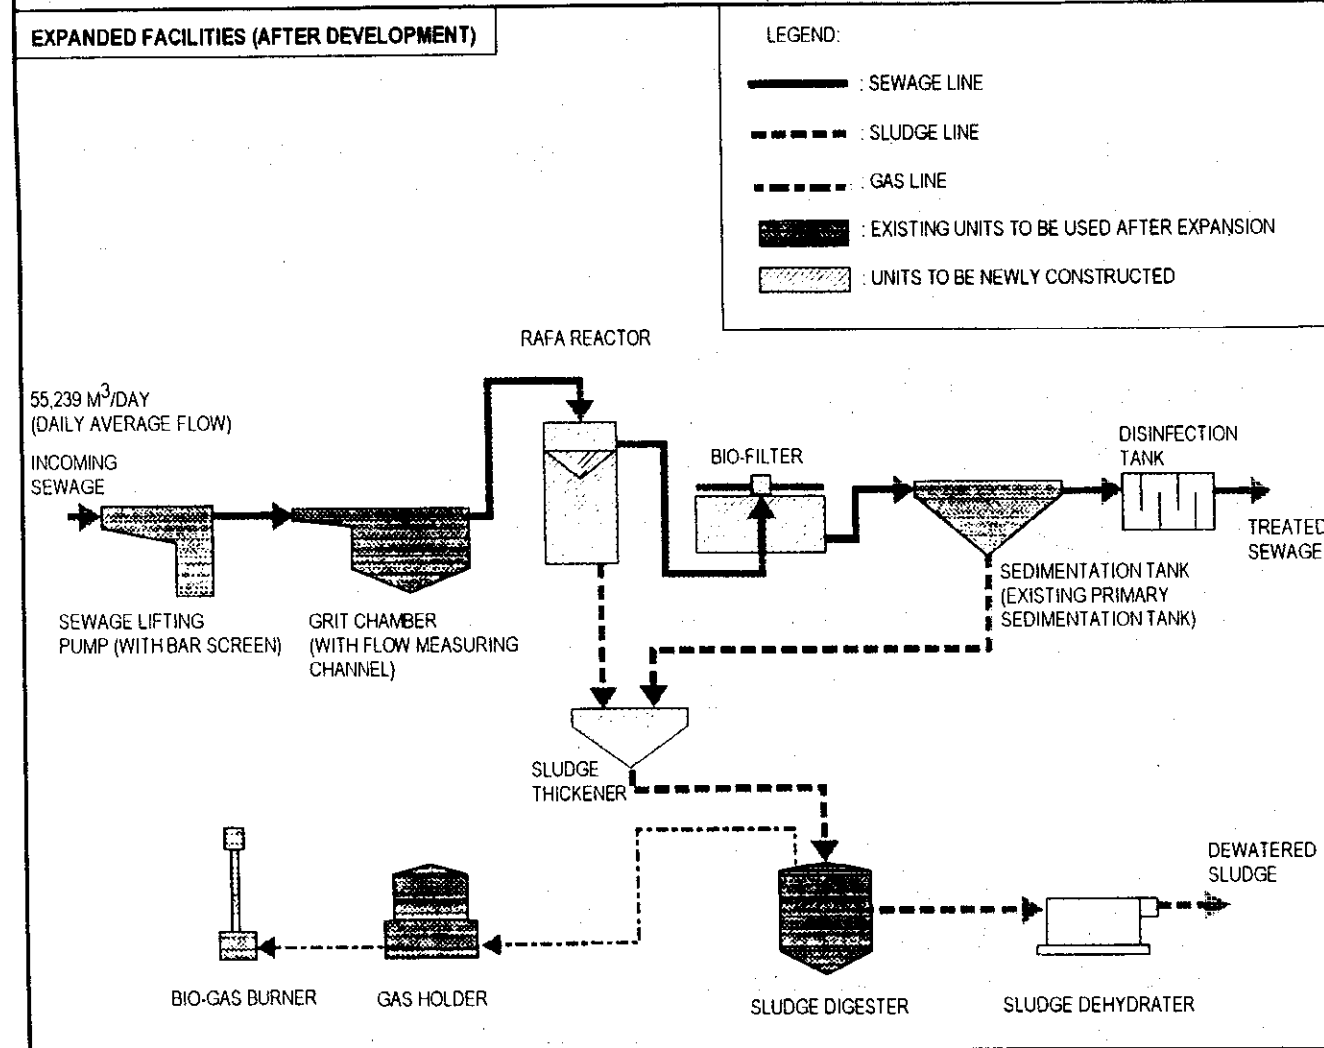 EXPANDED FACILITIES (AFTER DEVELOPMENT)
LEGEND:
: SEWAGE LINE
: SLUDGE LINE
: GAS LINE
: EXISTING UNITS TO BE USED AFTER EXPANSION
: UNITS TO BE NEWLY CONSTRUCTED
RAFA REACTOR
55,239 M³/DAY
(DAILY AVERAGE FLOW)
INCOMING
SEWAGE
BIO-FILTER
DISINFECTION
TANK
TREATED
SEWAGE
SEWAGE LIFTING
PUMP (WITH BAR SCREEN)
GRIT CHAMBER
(WITH FLOW MEASURING
CHANNEL)
SEDIMENTATION TANK
(EXISTING PRIMARY
SEDIMENTATION TANK)
SLUDGE
THICKENER
DEWATERED
SLUDGE
BIO-GAS BURNER
GAS HOLDER
SLUDGE DIGESTER
SLUDGE DEHYDRATER